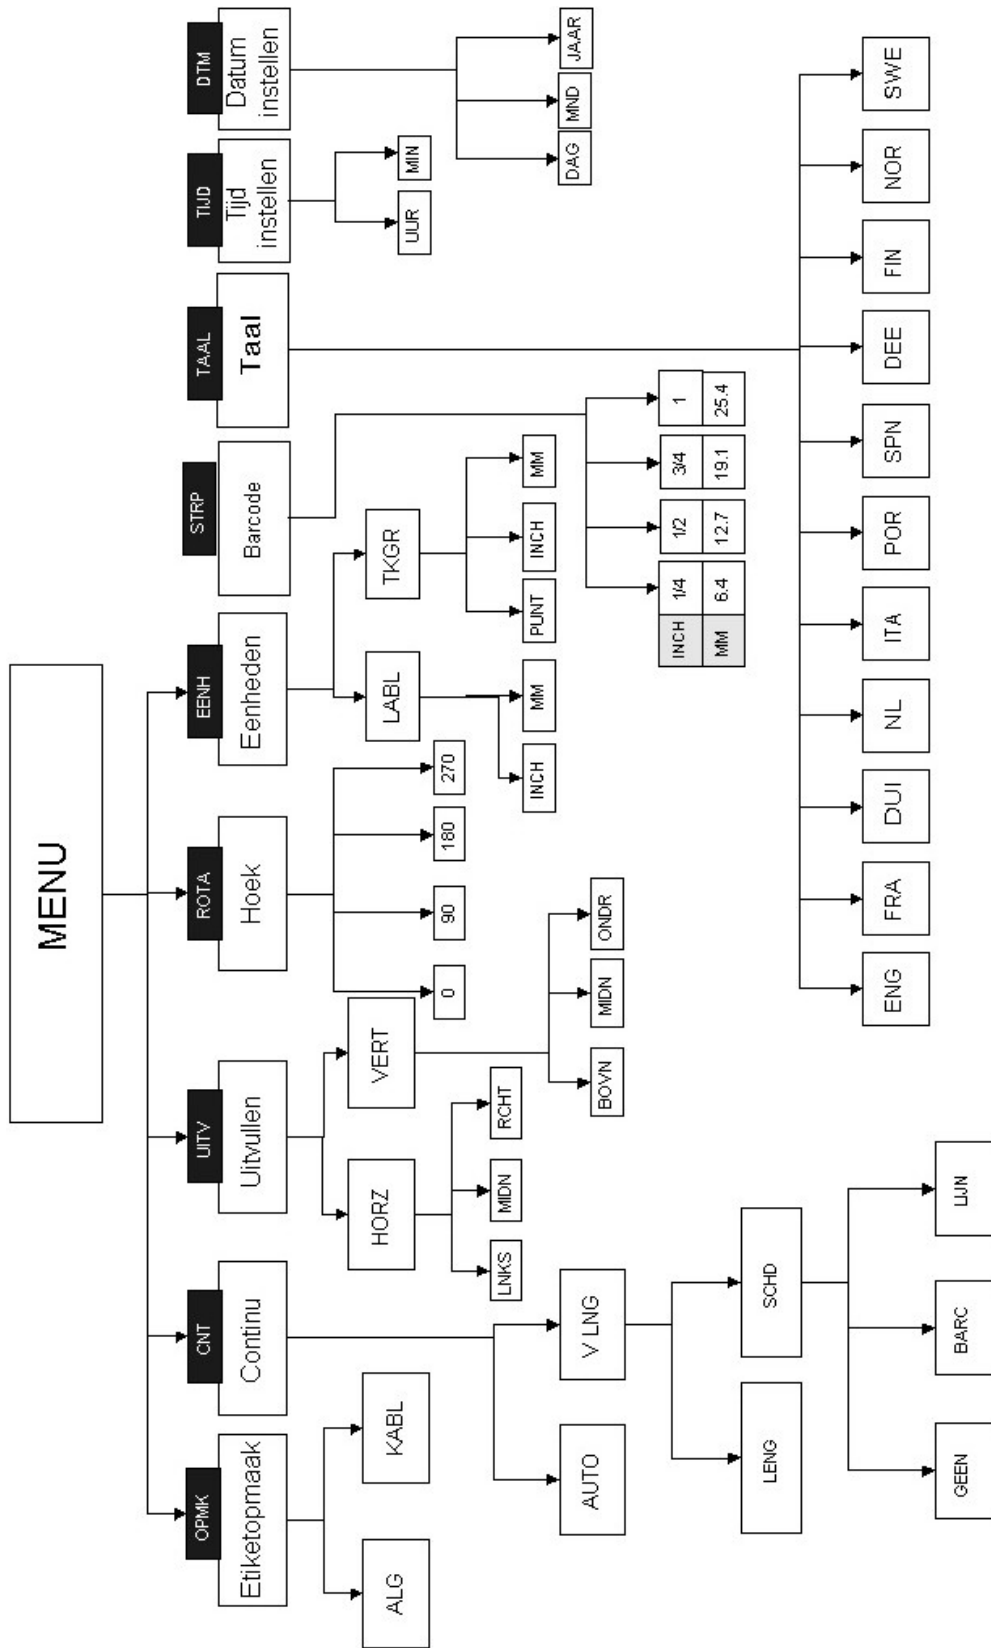 MENU
OPMK
CNT
UITV
ROTA
EENH
STRP
TAAL
TIJD
DTM
Etiketopmaak
Continu
Uitvullen
Hoek
Eenheden
Barcode
Taal
Tijd
instellen
Datum
instellen
ALG
KABL
HORZ
VERT
LABL
TKGR
UUR
MIN
0
90
180
270
LNKS
MIDN
RCHT
INCH
MM
PUNT
INCH
MM
AUTO
V LNG
BOVN
MIDN
ONDR
DAG
MND
JAAR
INCH
1/4
1/2
3/4
1
MM
6.4
12.7
19.1
25.4
LENG
SCHD
ENG
FRA
DUI
NL
ITA
POR
SPN
DEE
FIN
NOR
SWE
GEEN
BARC
LIJN